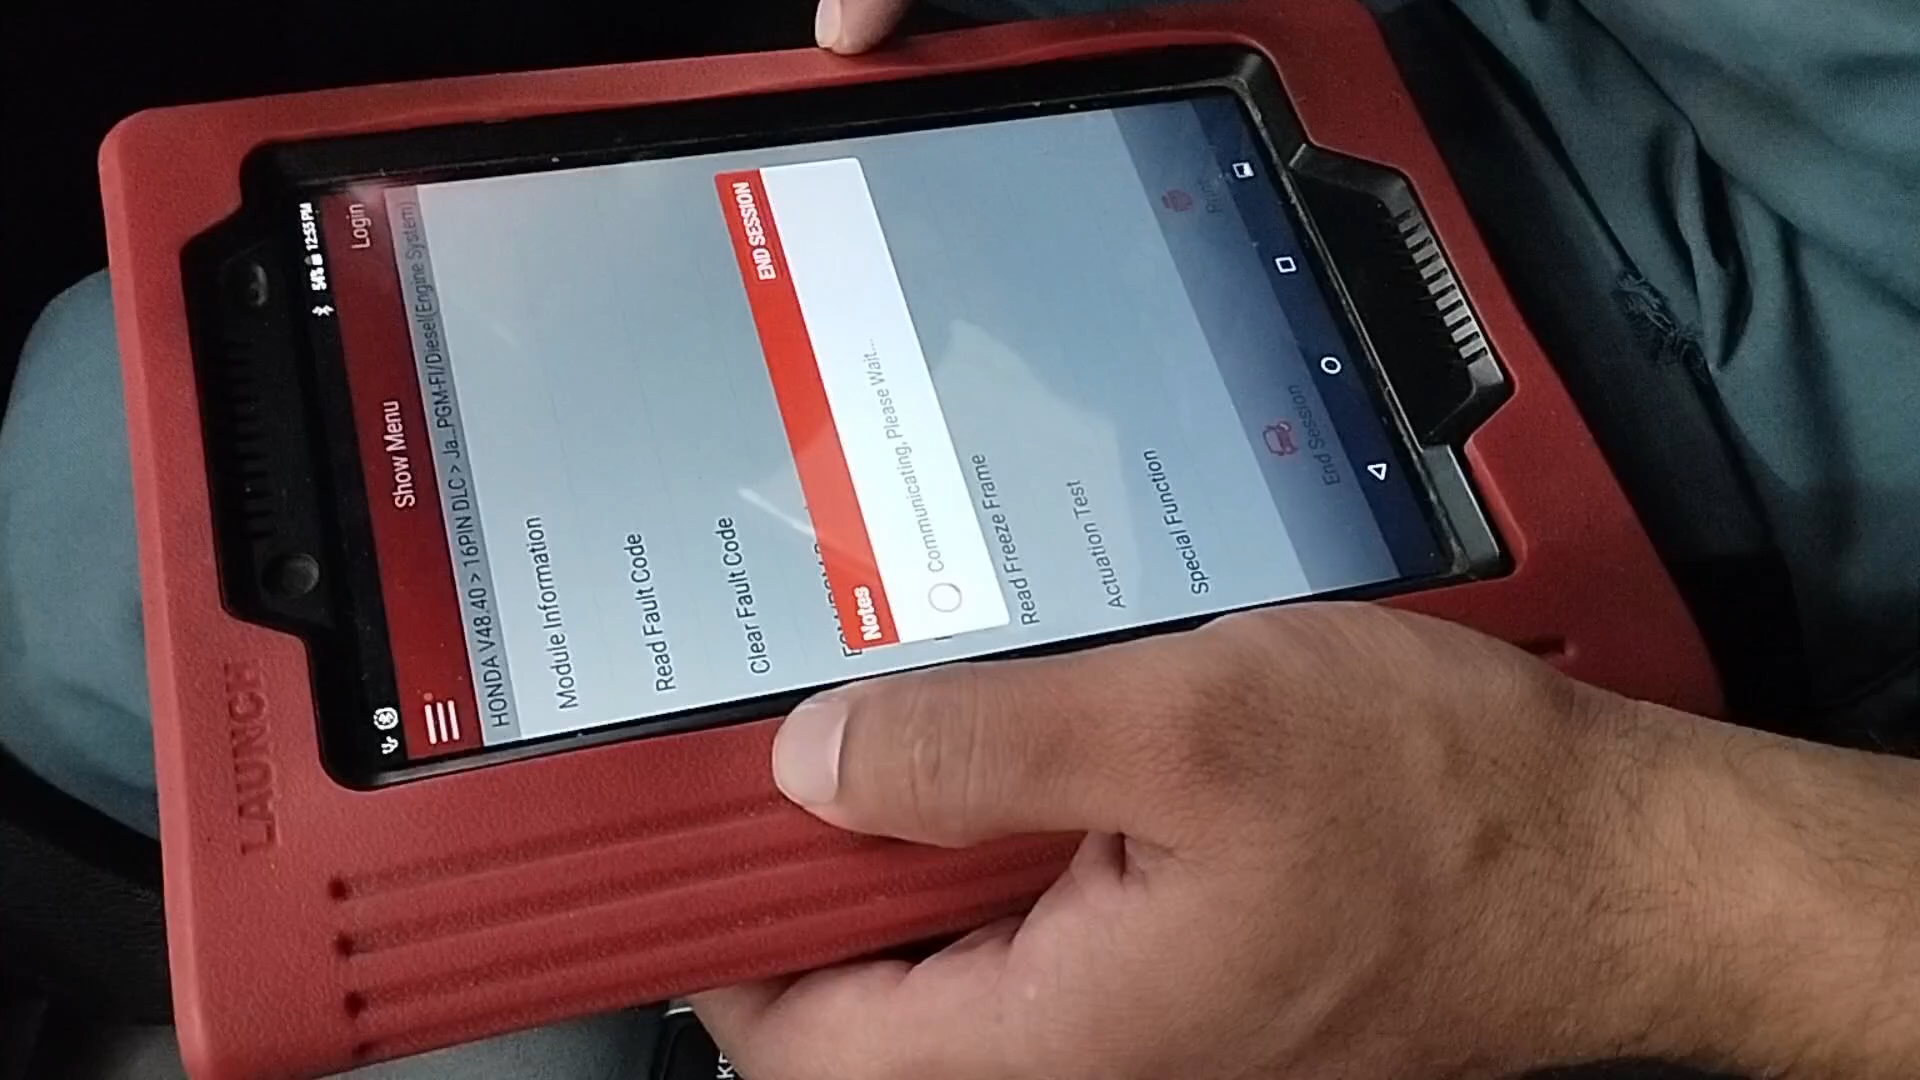 LAUNCH
54% 12:55 PM
Show Menu
Login
HONDA V48.40 > 16PIN DLC > Ja...PGM-FI/Diesel(Engine System)
Module Information
Read Fault Code
Clear Fault Code
Notes
END SESSION
Communicating, Please Wait...
Read Freeze Frame
Actuation Test
Special Function
End Session
Print